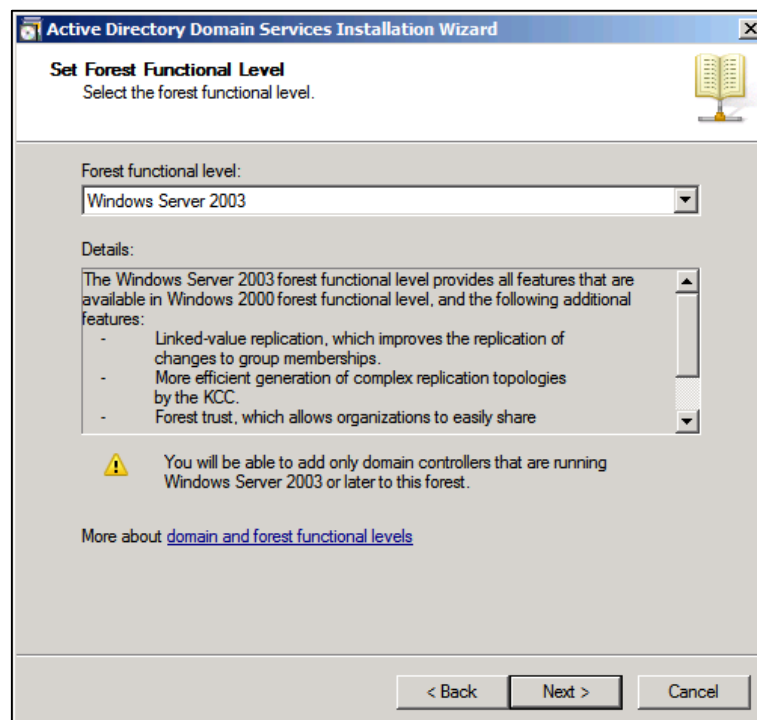 Active Directory Domain Services Installation Wizard
Set Forest Functional Level
Select the forest functional level.
Forest functional level:
Windows Server 2003
Details:
The Windows Server 2003 forest functional level provides all features that are
available in Windows 2000 forest functional level, and the following additional
features:
- Linked-value replication, which improves the replication of
changes to group memberships.
- More efficient generation of complex replication topologies
by the KCC.
- Forest trust, which allows organizations to easily share
You will be able to add only domain controllers that are running
Windows Server 2003 or later to this forest.
More about domain and forest functional levels
< Back Next > Cancel